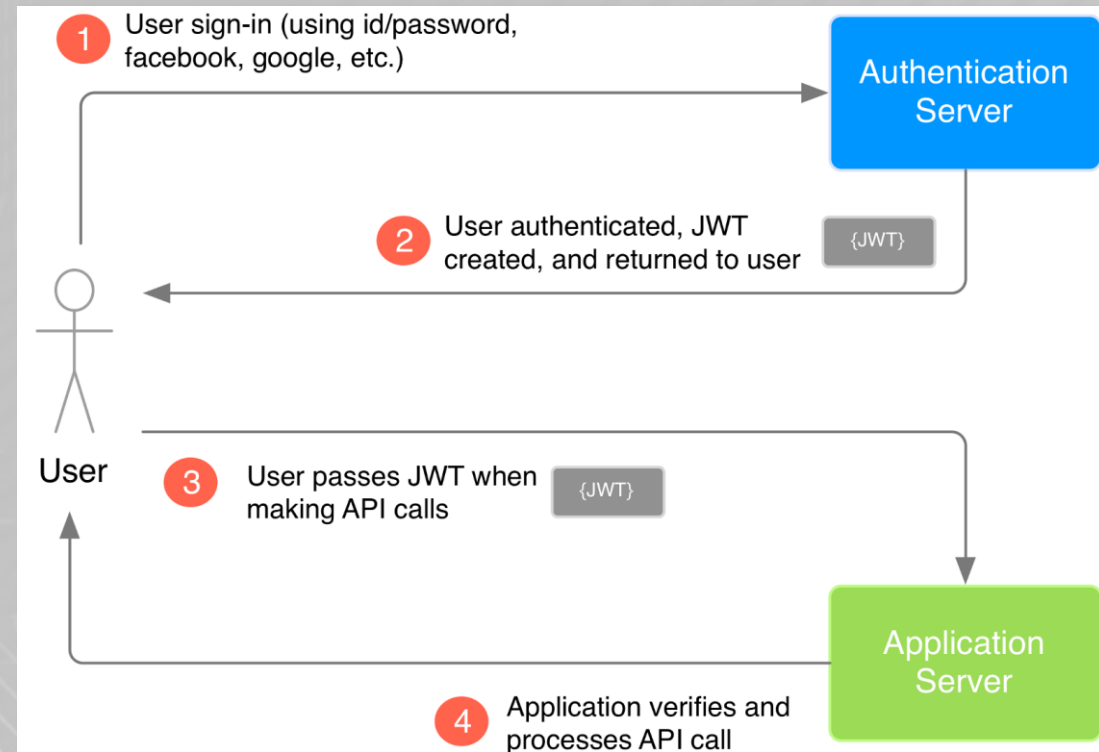 1
User sign-in (using id/password,
facebook, google, etc.)
Authentication
Server
2
User authenticated, JWT
created, and returned to user
{JWT}
User
3
User passes JWT when
making API calls
{JWT}
Application
Server
4
Application verifies and
processes API call